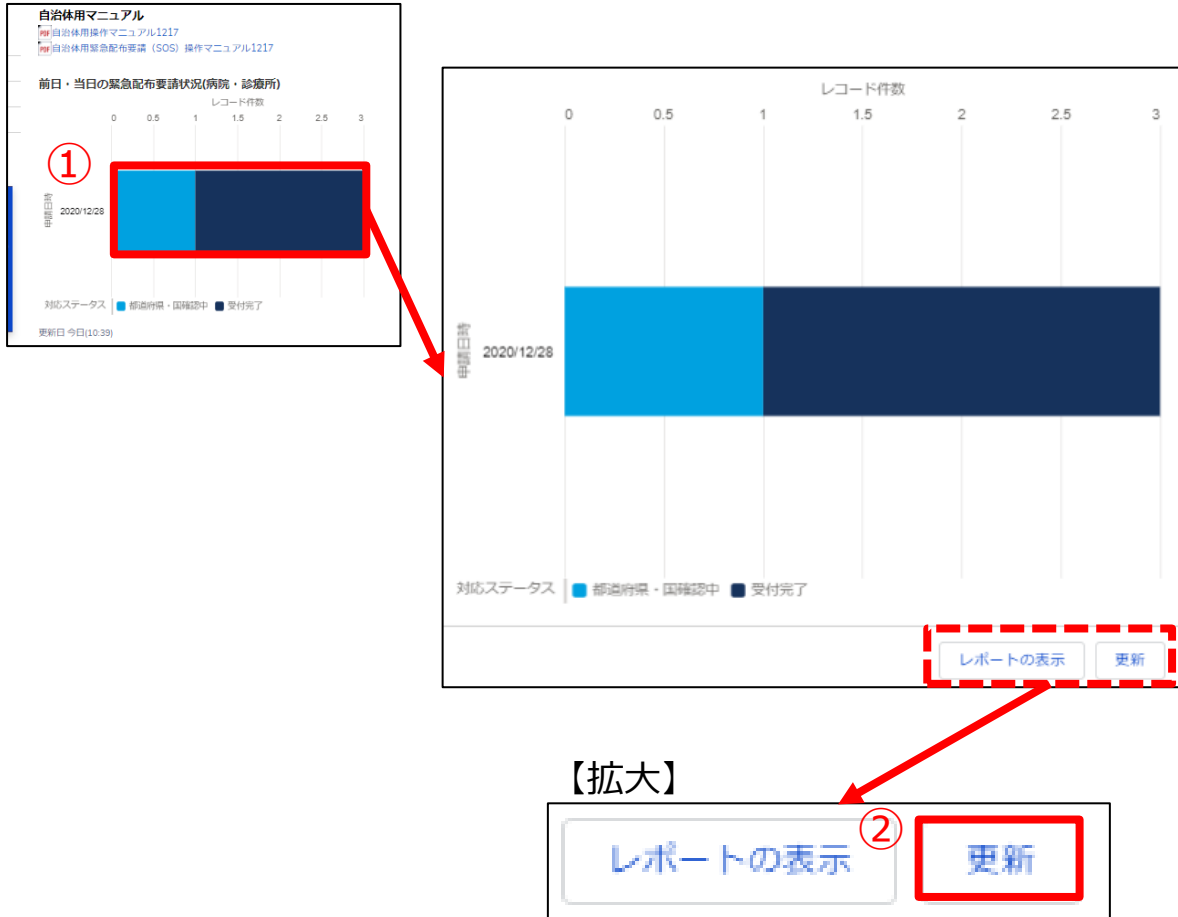 自治体用マニュアル
PDF自治体用操作マニュアル1217
PDF自治体用緊急配布要請（SOS）操作マニュアル1217
前日・当日の緊急配布要請状況(病院・診療所)
レコード件数
0 0.5 1 1.5 2 2.5 3
①
申請日時
2020/12/28
対応ステータス 都道府県・国確認中 受付完了
更新日 今日(10:39)
レコード件数
0 0.5 1 1.5 2 2.5 3
申請日時
2020/12/28
対応ステータス 都道府県・国確認中 受付完了
レポートの表示 更新
【拡大】
レポートの表示 ② 更新